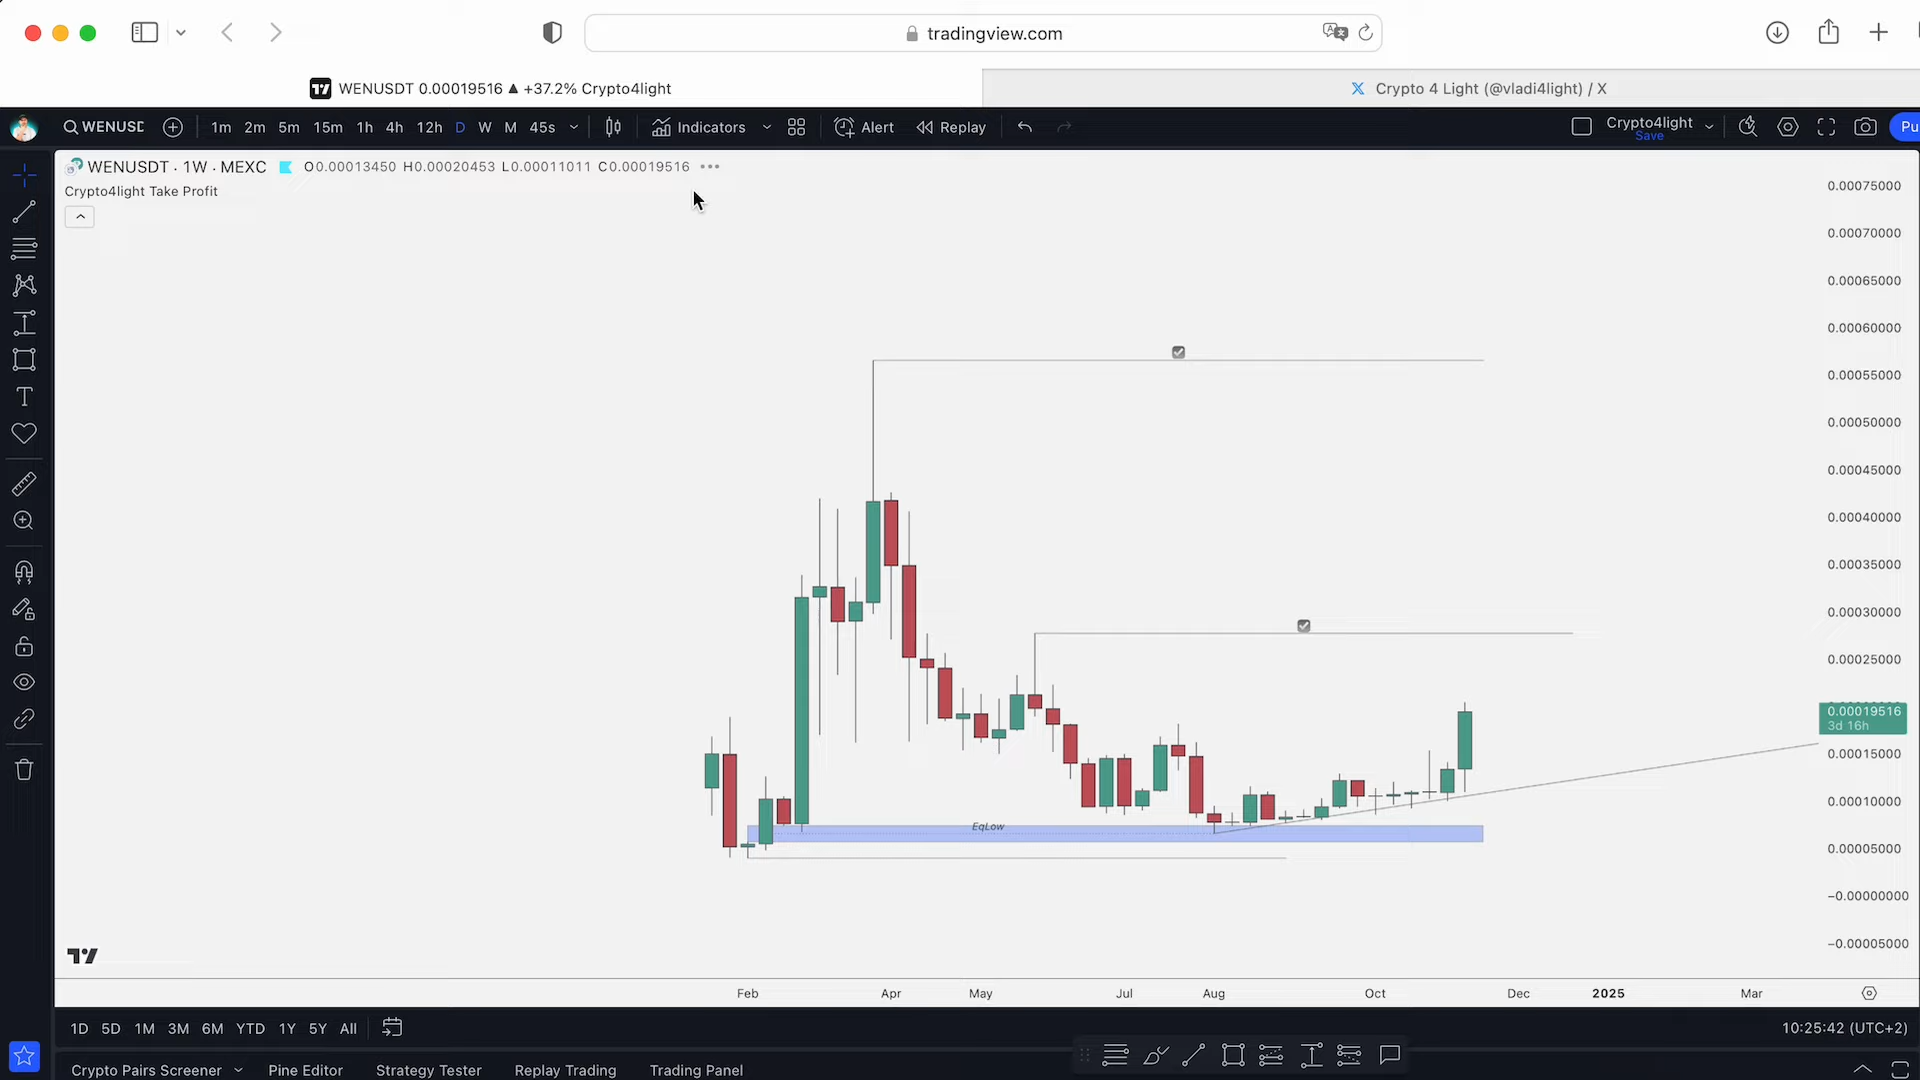 tradingview.com
WENUSDT 0.00019516 ▲ +37.2% Crypto4light
Crypto 4 Light (@vladi4light) / X
WENUSD 1m 2m 5m 15m 1h 4h 12h D W M 45s Indicators Alert Replay Crypto4light Save Pu
WENUSDT · 1W · MEXC O0.00013450 H0.00020453 L0.00011011 C0.00019516
Crypto4light Take Profit
0.00075000
0.00070000
0.00065000
0.00060000
0.00055000
0.00050000
0.00045000
0.00040000
0.00035000
0.00030000
0.00025000
0.00019516
3d 16h
0.00015000
0.00010000
EqLow
0.00005000
−0.00000000
−0.00005000
Feb Apr May Jul Aug Oct Dec 2025 Mar
1D 5D 1M 3M 6M YTD 1Y 5Y All 10:25:42 (UTC+2)
Crypto Pairs Screener Pine Editor Strategy Tester Replay Trading Trading Panel